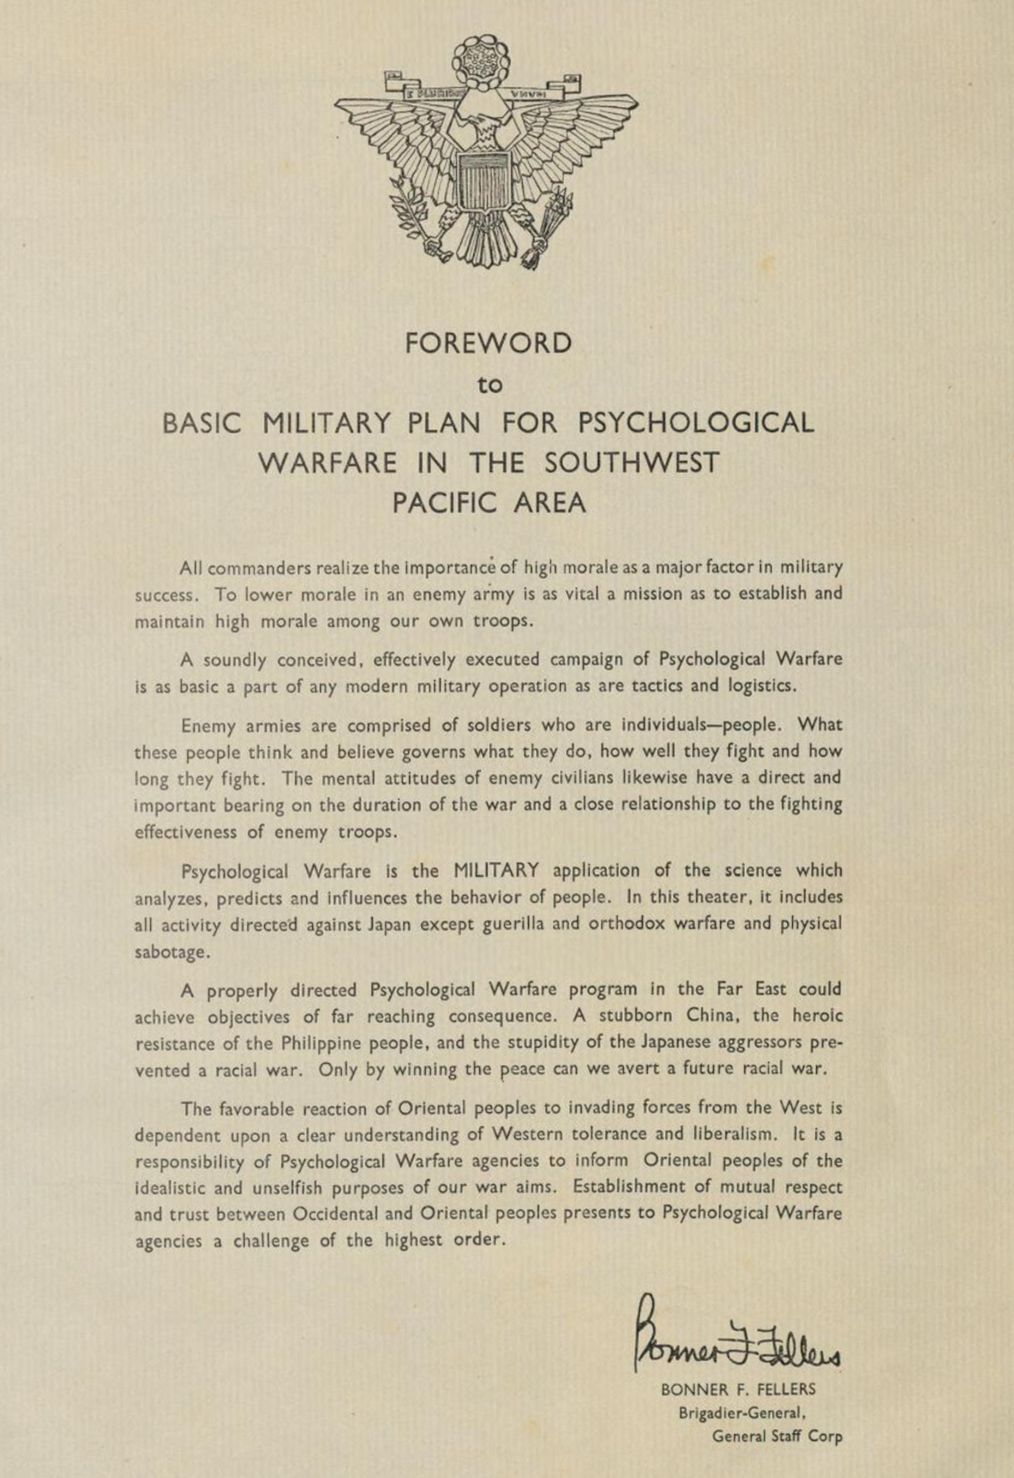 E PLURIBUS UNUM
FOREWORD
to
BASIC MILITARY PLAN FOR PSYCHOLOGICAL
WARFARE IN THE SOUTHWEST
PACIFIC AREA
All commanders realize the importance of high morale as a major factor in military
success. To lower morale in an enemy army is as vital a mission as to establish and
maintain high morale among our own troops.
A soundly conceived, effectively executed campaign of Psychological Warfare
is as basic a part of any modern military operation as are tactics and logistics.
Enemy armies are comprised of soldiers who are individuals—people. What
these people think and believe governs what they do, how well they fight and how
long they fight. The mental attitudes of enemy civilians likewise have a direct and
important bearing on the duration of the war and a close relationship to the fighting
effectiveness of enemy troops.
Psychological Warfare is the MILITARY application of the science which
analyzes, predicts and influences the behavior of people. In this theater, it includes
all activity directed against Japan except guerilla and orthodox warfare and physical
sabotage.
A properly directed Psychological Warfare program in the Far East could
achieve objectives of far reaching consequence. A stubborn China, the heroic
resistance of the Philippine people, and the stupidity of the Japanese aggressors pre-
vented a racial war. Only by winning the peace can we avert a future racial war.
The favorable reaction of Oriental peoples to invading forces from the West is
dependent upon a clear understanding of Western tolerance and liberalism. It is a
responsibility of Psychological Warfare agencies to inform Oriental peoples of the
idealistic and unselfish purposes of our war aims. Establishment of mutual respect
and trust between Occidental and Oriental peoples presents to Psychological Warfare
agencies a challenge of the highest order.
Bonner F Fellers
BONNER F. FELLERS
Brigadier-General,
General Staff Corp